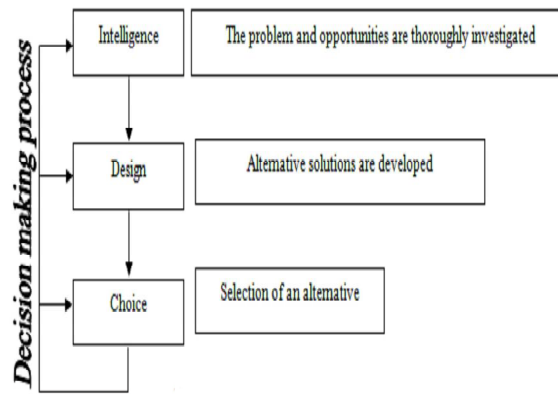 Decision making process
Intelligence
The problem and opportunities are thoroughly investigated
Design
Alternative solutions are developed
Choice
Selection of an alternative